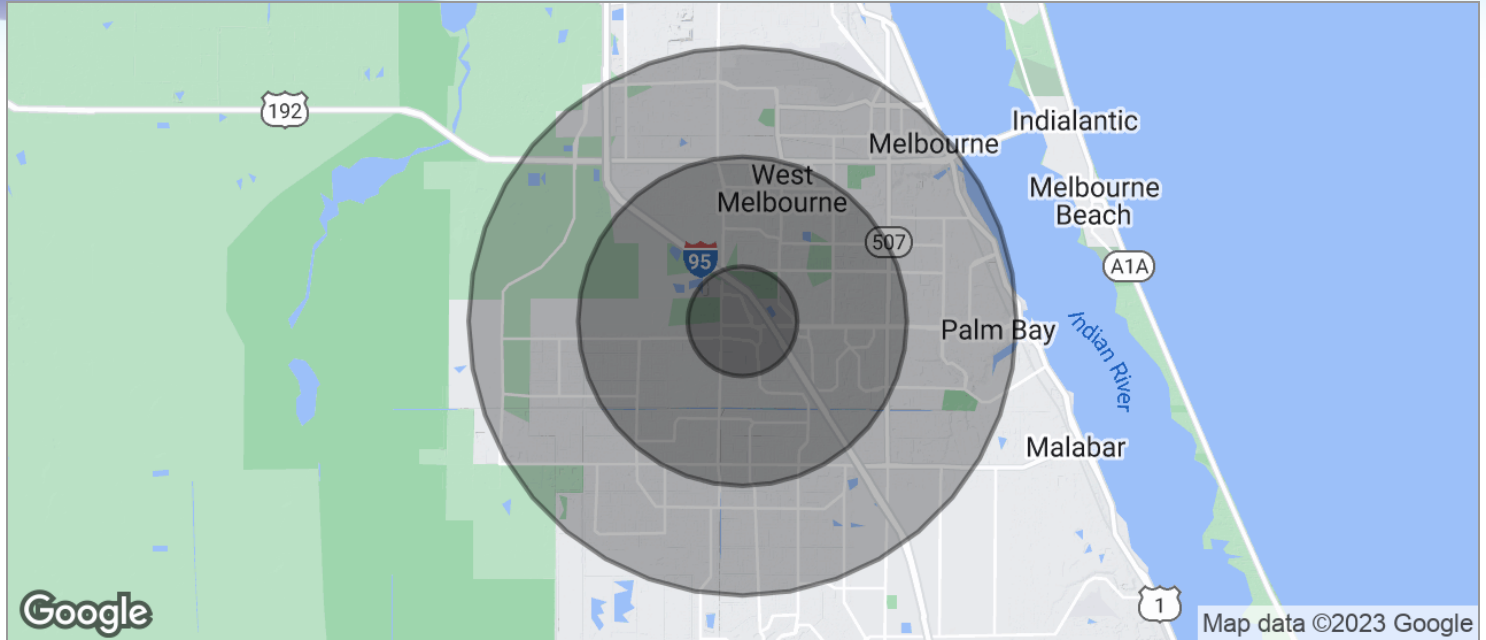 192
Indialantic
Melbourne
West
Melbourne
Melbourne
Beach
507
95
A1A
Palm Bay
Indian River
Malabar
1
Google
Map data ©2023 Google